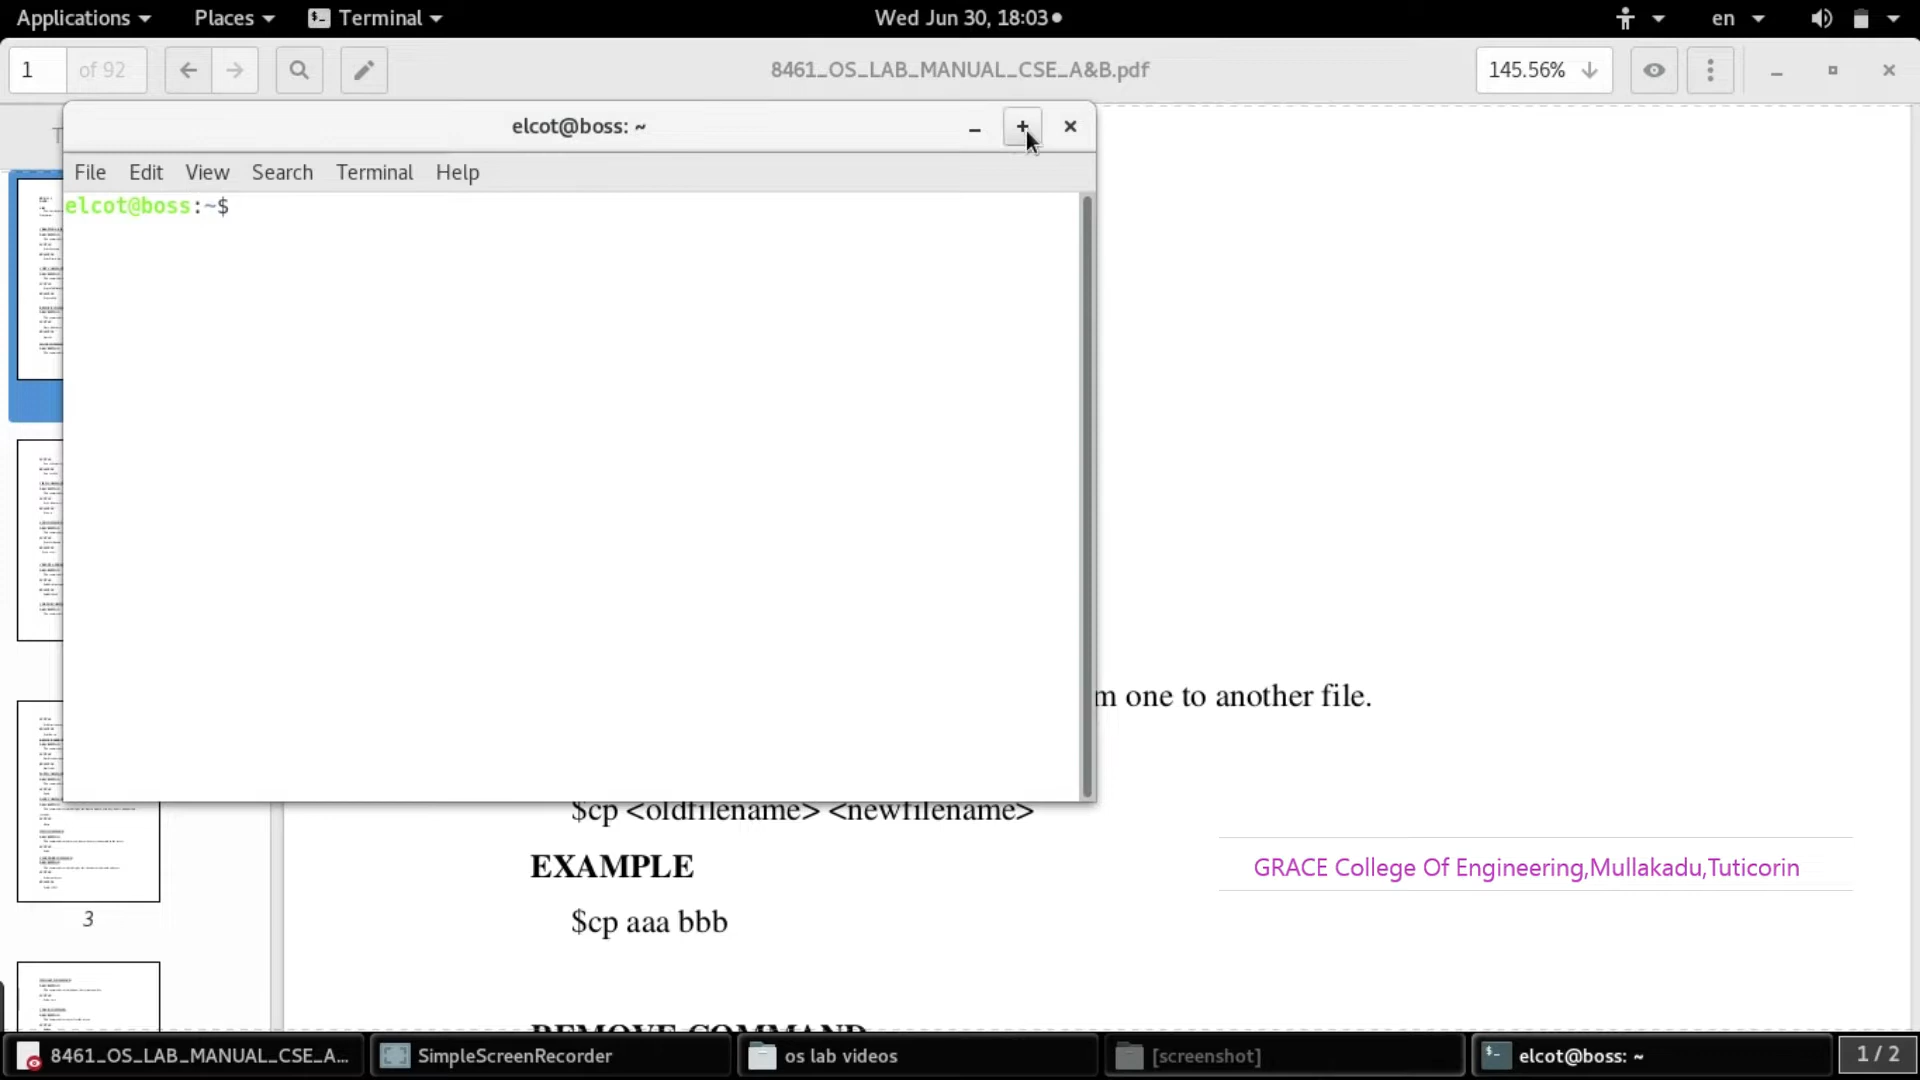 Applications Places Terminal Wed Jun 30, 18:03 en
1 of 92 8461_OS_LAB_MANUAL_CSE_A&B.pdf 145.56%
elcot@boss: ~
File Edit View Search Terminal Help
elcot@boss:~$
m one to another file.
$cp <oldfilename> <newfilename>
EXAMPLE
GRACE College Of Engineering,Mullakadu,Tuticorin
3
$cp aaa bbb
REMOVE COMMAND
8461_OS_LAB_MANUAL_CSE_A... SimpleScreenRecorder os lab videos [screenshot] elcot@boss: ~ 1 / 2